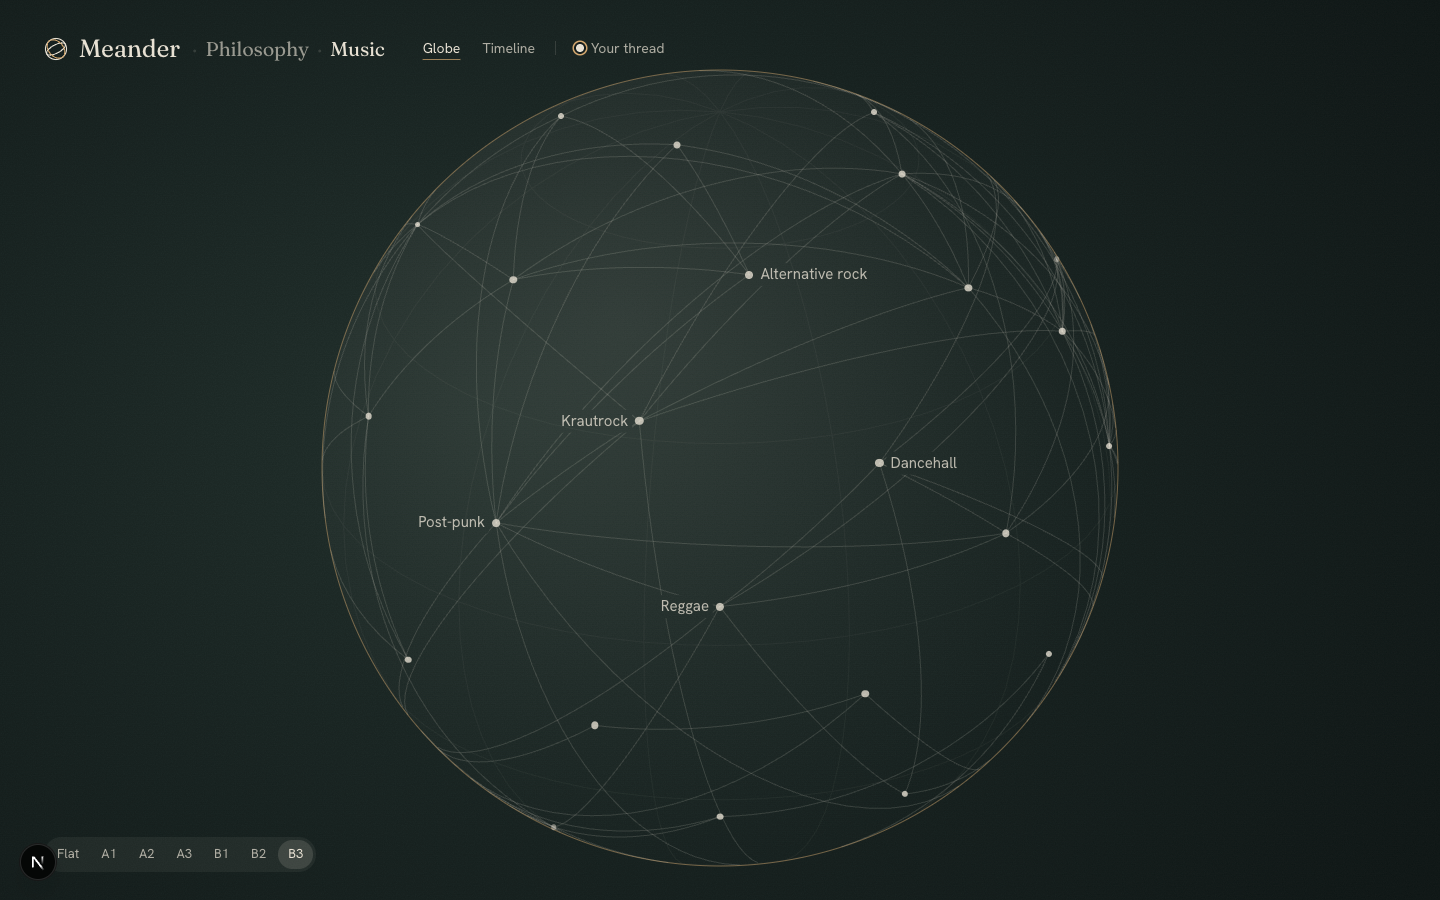 Meander · Philosophy · Music
Globe Timeline Your thread
Alternative rock
Krautrock
Dancehall
Post-punk
Reggae
Flat A1 A2 A3 B1 B2 B3
N